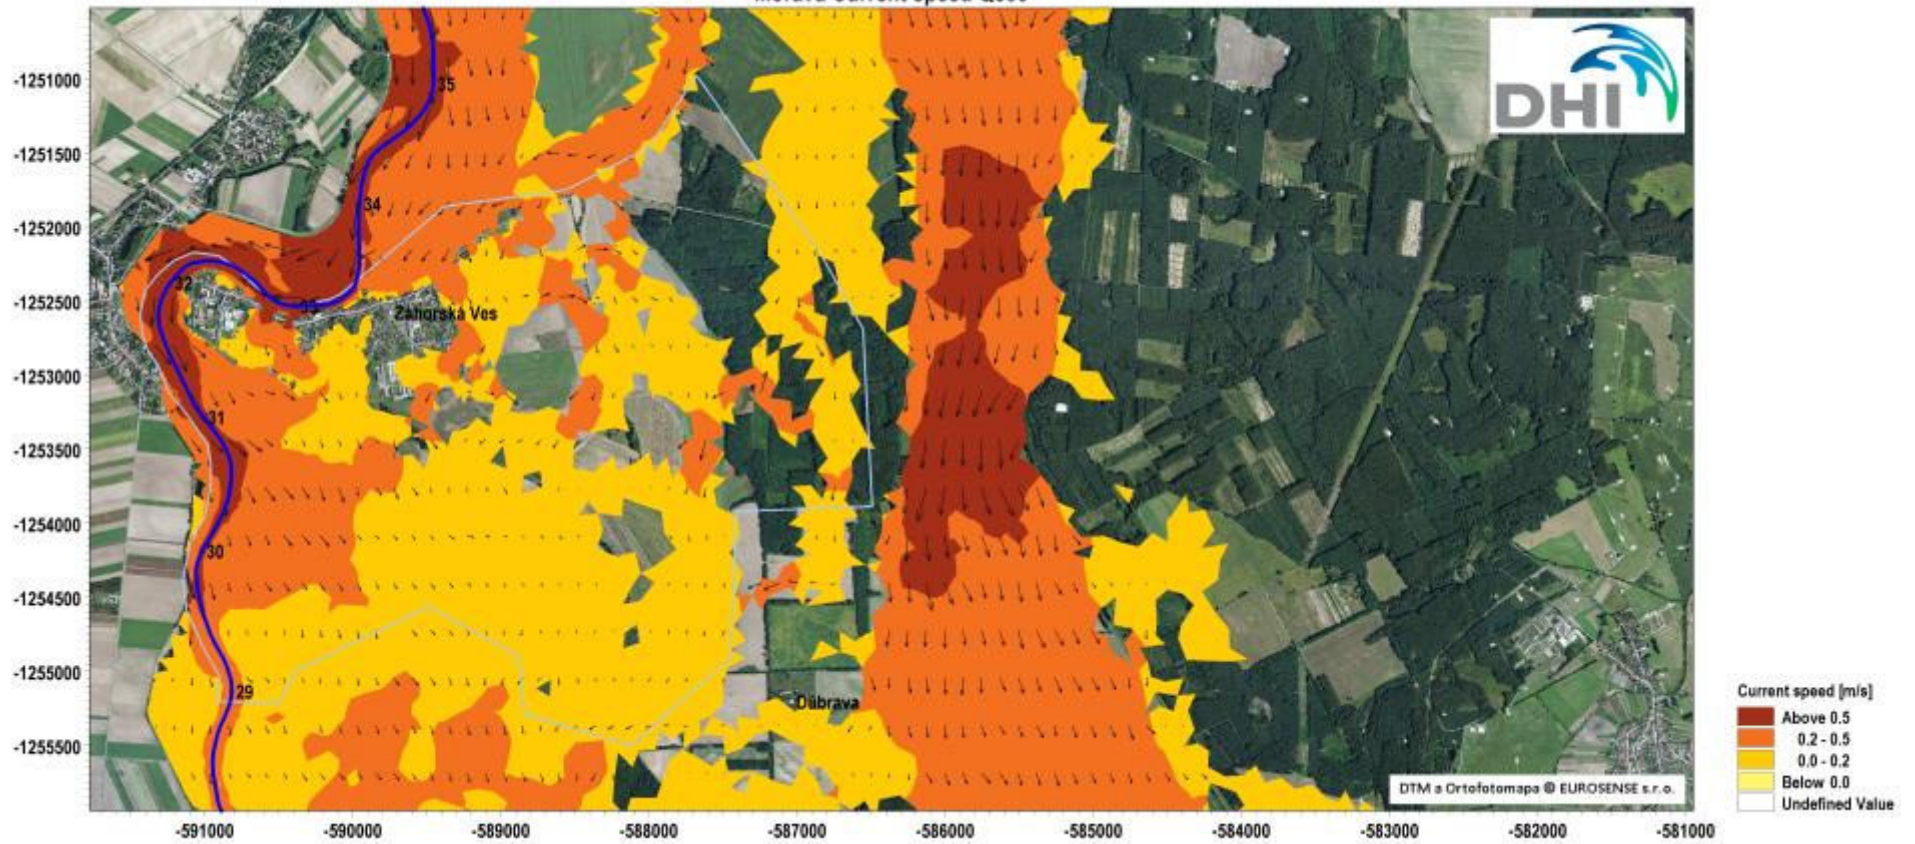 -1251000
-1251500
-1252000
-1252500
-1253000
-1253500
-1254000
-1254500
-1255000
-1255500
35
34
32
33
Záhorská Ves
31
30
29
Dúbrava
DHI
DTM a Ortofotomapa © EUROSENSE s.r.o.
-591000 -590000 -589000 -588000 -587000 -586000 -585000 -584000 -583000 -582000 -581000
Current speed [m/s]
Above 0.5
0.2 - 0.5
0.0 - 0.2
Below 0.0
Undefined Value